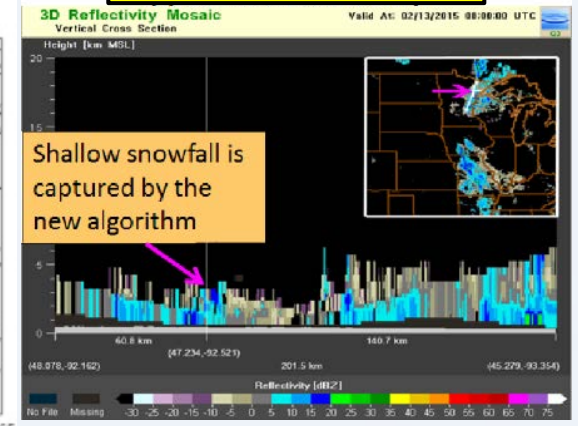 3D Reflectivity Mosaic
Vertical Cross Section
Valid At: 02/13/2015 00:00:00 UTC
Height [km MSL]
20
15
Shallow snowfall is
captured by the
new algorithm
5
0
60.8 km
140.7 km
(47.234,-92.521)
(48.078,-92.162)
201.5 km
(45.279,-93.354)
Reflectivity [dBZ]
No File Missing -30 -25 -20 -15 -10 -5 0 5 10 15 20 25 30 35 40 45 50 55 60 65 70 75